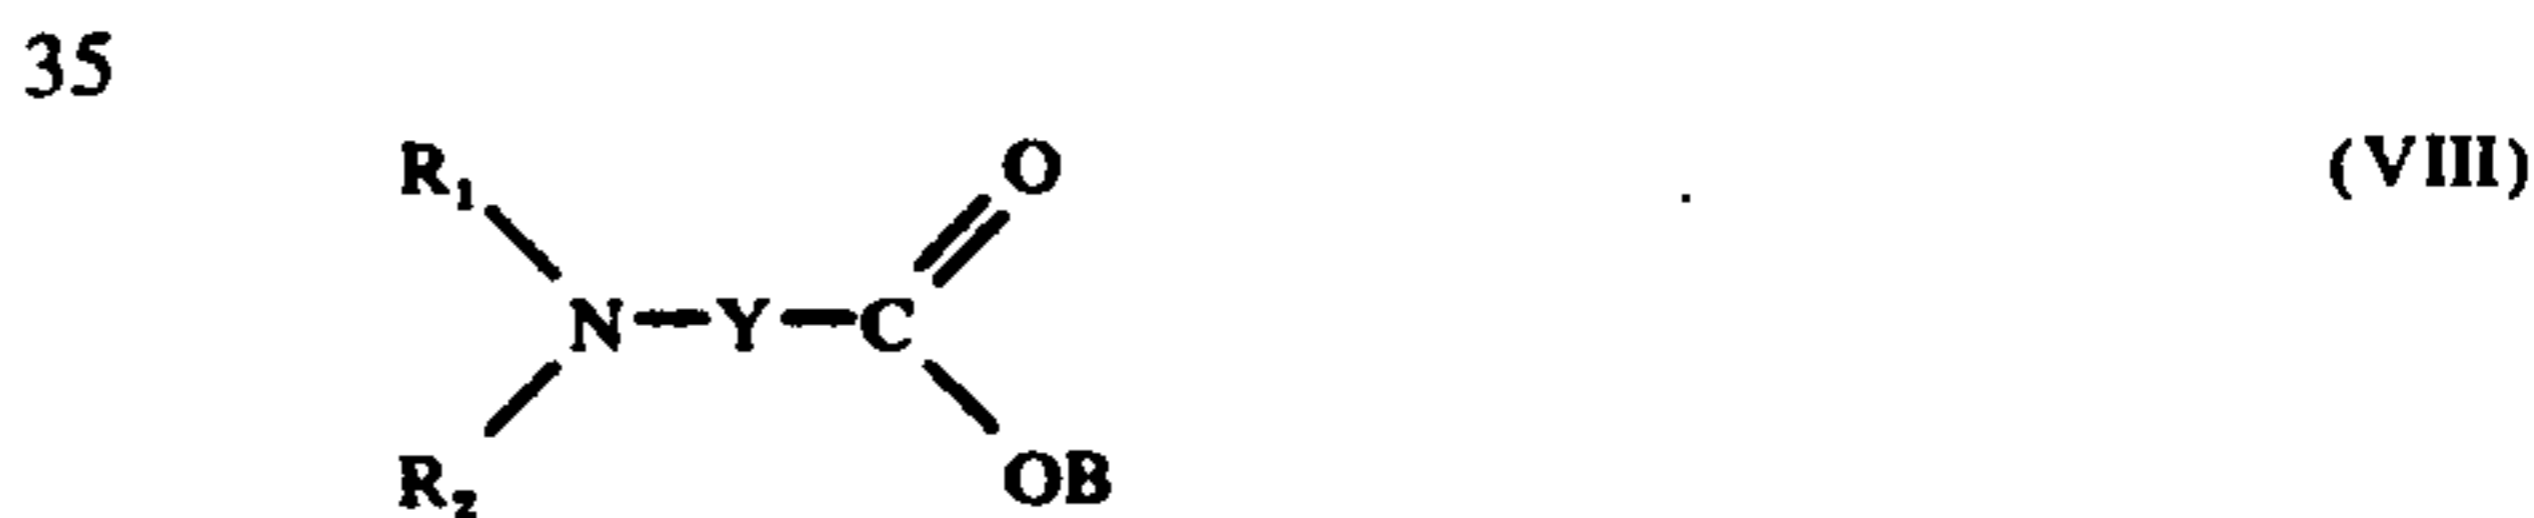 35
R₁ O (VIII)
N—Y—C
R₂ OB